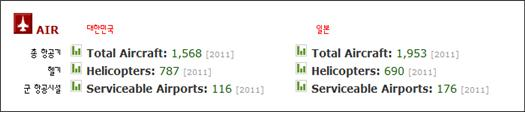 AIR 대한민국 일본
총 항공기 Total Aircraft: 1,568 [2011] Total Aircraft: 1,953 [2011]
헬기 Helicopters: 787 [2011] Helicopters: 690 [2011]
군 항공시설 Serviceable Airports: 116 [2011] Serviceable Airports: 176 [2011]